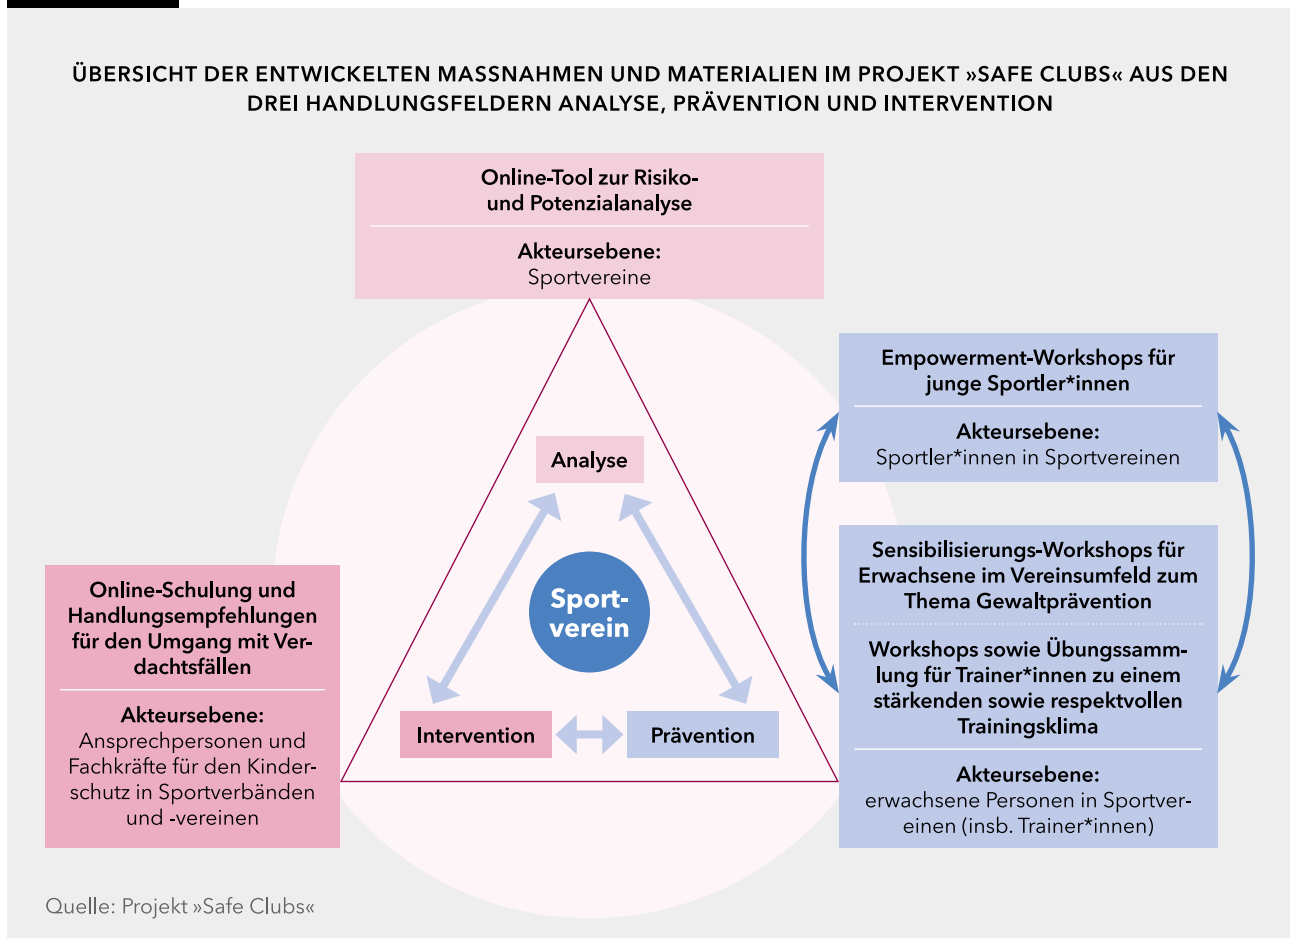 ÜBERSICHT DER ENTWICKELTEN MASSNAHMEN UND MATERIALIEN IM PROJEKT »SAFE CLUBS« AUS DEN
DREI HANDLUNGSFELDERN ANALYSE, PRÄVENTION UND INTERVENTION
Online-Tool zur Risiko-
und Potenzialanalyse
Akteursebene:
Sportvereine
Empowerment-Workshops für
junge Sportler*innen
Akteursebene:
Sportler*innen in Sportvereinen
Analyse
Sport-
verein
Intervention
Prävention
Sensibilisierungs-Workshops für
Erwachsene im Vereinsumfeld zum
Thema Gewaltprävention
Workshops sowie Übungssamm-
lung für Trainer*innen zu einem
stärkenden sowie respektvollen
Trainingsklima
Akteursebene:
erwachsene Personen in Sportver-
einen (insb. Trainer*innen)
Online-Schulung und
Handlungsempfehlungen
für den Umgang mit Ver-
dachtsfällen
Akteursebene:
Ansprechpersonen und
Fachkräfte für den Kinder-
schutz in Sportverbänden
und -vereinen
Quelle: Projekt »Safe Clubs«